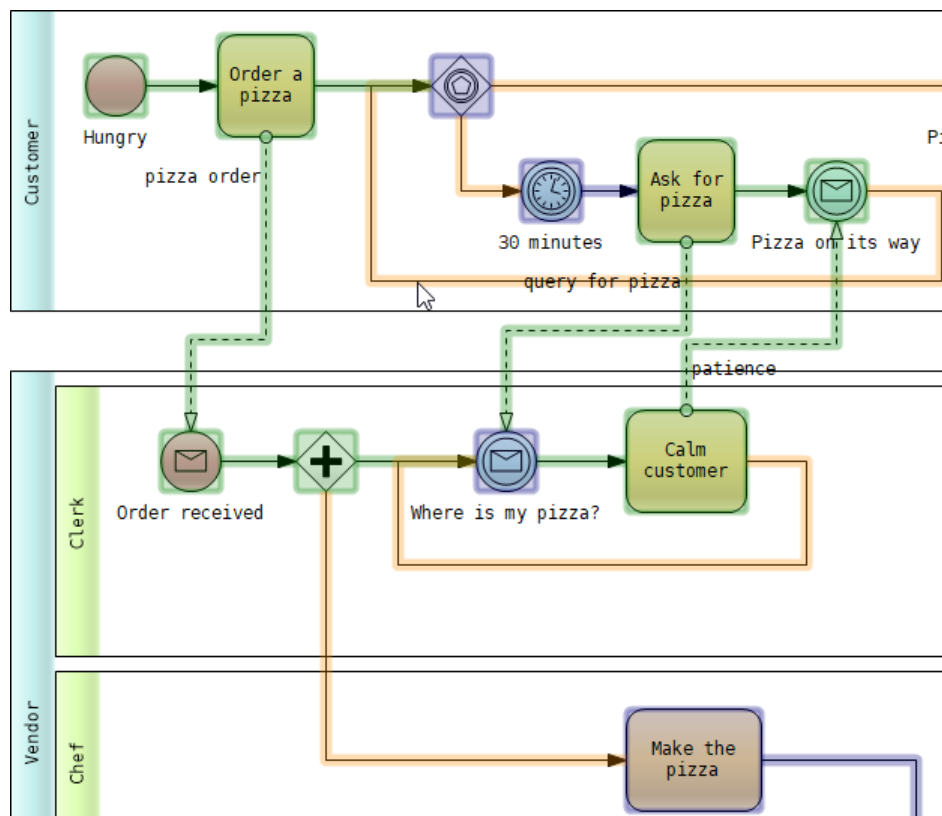 Customer
Hungry
Order a
pizza
pizza order
30 minutes
Ask for
pizza
Pizza on its way
query for pizza
patience
Vendor
Clerk
Order received
Where is my pizza?
Calm
customer
Chef
Make the
pizza